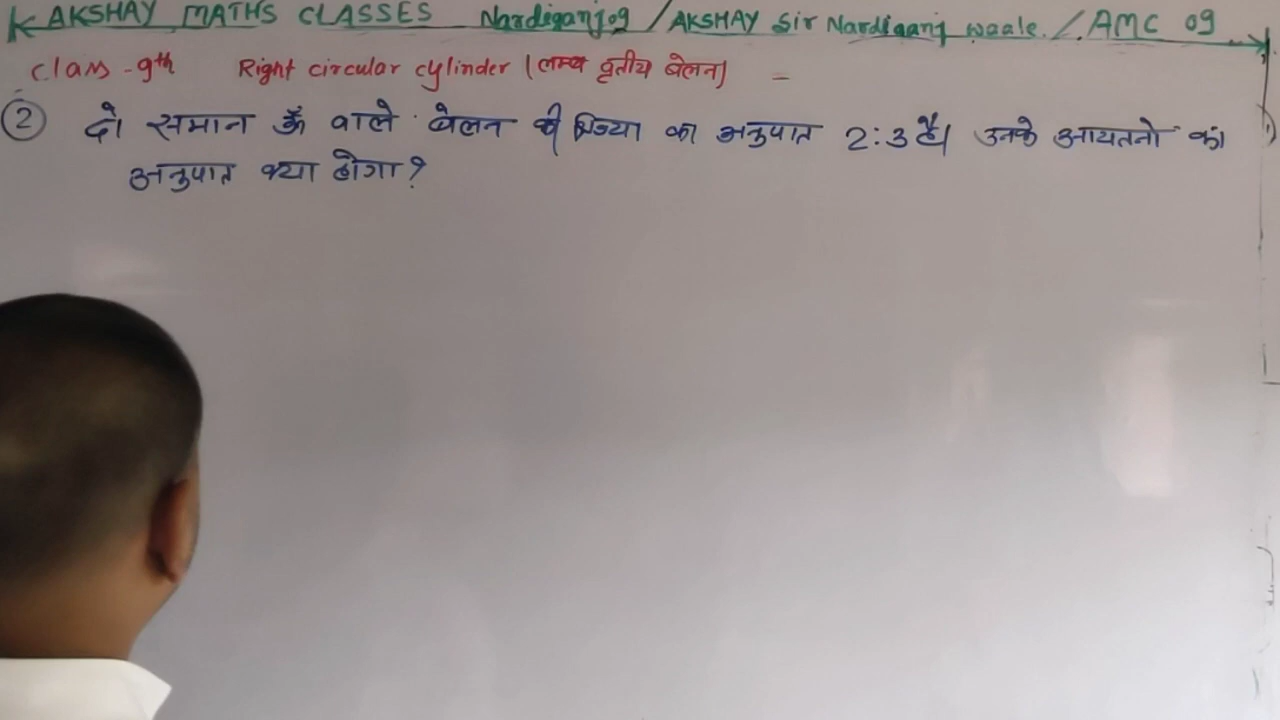 AKSHAY MATHS CLASSES Nardiganj09 / AKSHAY Sir Nardiganj waale. / AMC 09
Class - 9th Right circular cylinder (लम्ब वृतीय बेलन) -
② दो समान ऊँ वाले बेलन की त्रिज्या का अनुपात 2:3 है। उनके आयतनो का
अनुपात क्या होगा?